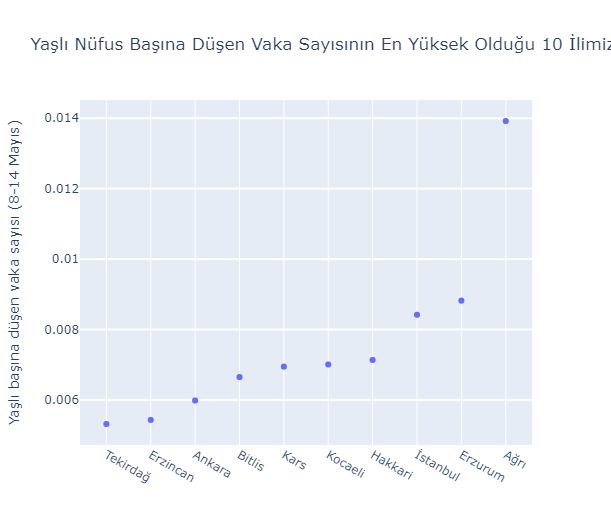 Yaşlı Nüfus Başına Düşen Vaka Sayısının En Yüksek Olduğu 10 İlimiz
Yaşlı başına düşen vaka sayısı (8-14 Mayıs)
0.014
0.012
0.01
0.008
0.006
Tekirdağ
Erzincan
Ankara
Bitlis
Kars
Kocaeli
Hakkari
İstanbul
Erzurum
Ağrı